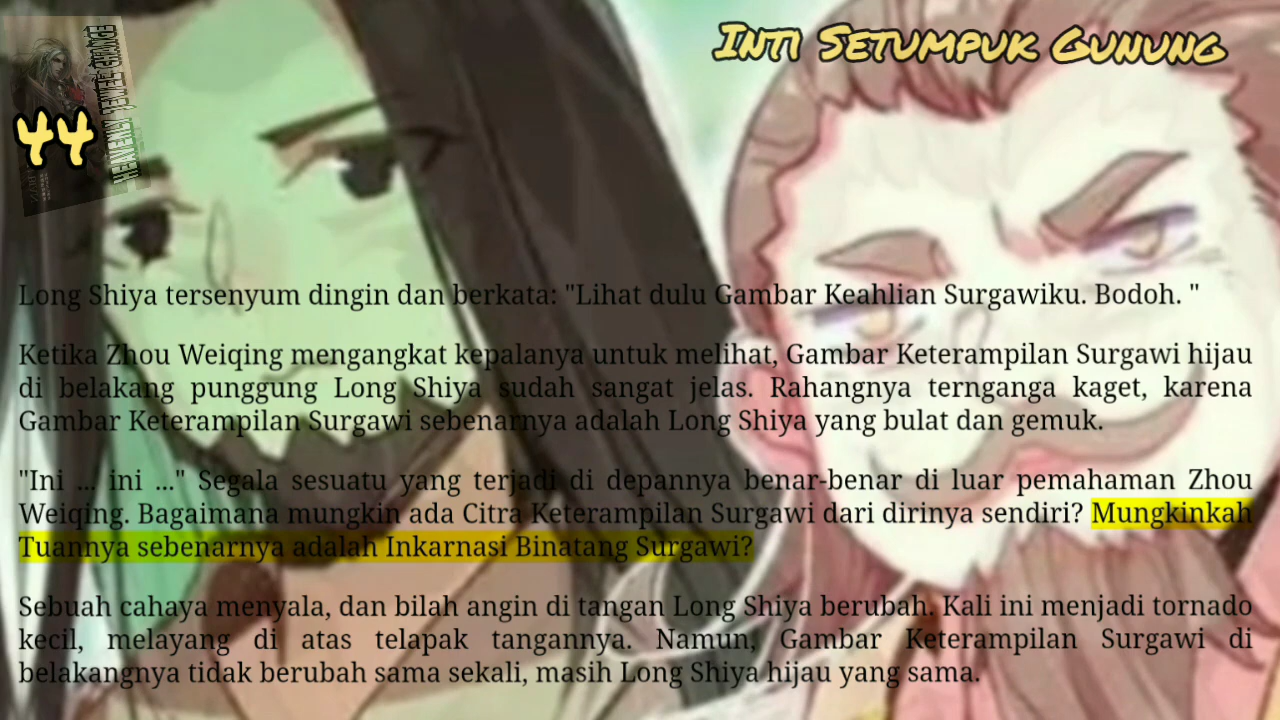 Inti Setumpuk Gunung
44
HEAVENLY JEWEL CHANGE
Long Shiya tersenyum dingin dan berkata: "Lihat dulu Gambar Keahlian Surgawiku. Bodoh. "
Ketika Zhou Weiqing mengangkat kepalanya untuk melihat, Gambar Keterampilan Surgawi hijau
di belakang punggung Long Shiya sudah sangat jelas. Rahangnya ternganga kaget, karena
Gambar Keterampilan Surgawi sebenarnya adalah Long Shiya yang bulat dan gemuk.
"Ini ... ini ..." Segala sesuatu yang terjadi di depannya benar-benar di luar pemahaman Zhou
Weiqing. Bagaimana mungkin ada Citra Keterampilan Surgawi dari dirinya sendiri? Mungkinkah
Tuannya sebenarnya adalah Inkarnasi Binatang Surgawi?
Sebuah cahaya menyala, dan bilah angin di tangan Long Shiya berubah. Kali ini menjadi tornado
kecil, melayang di atas telapak tangannya. Namun, Gambar Keterampilan Surgawi di
belakangnya tidak berubah sama sekali, masih Long Shiya hijau yang sama.